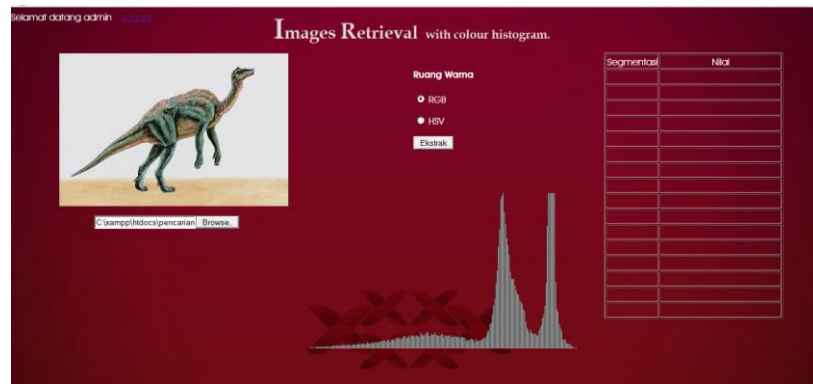 Selamat datang admin Logout
Images Retrieval with colour histogram.
Ruang Warna
RGB
HSV
Ekstrak
C:\xampp\htdocs\pencarian Browse..
Segmentasi Nilai